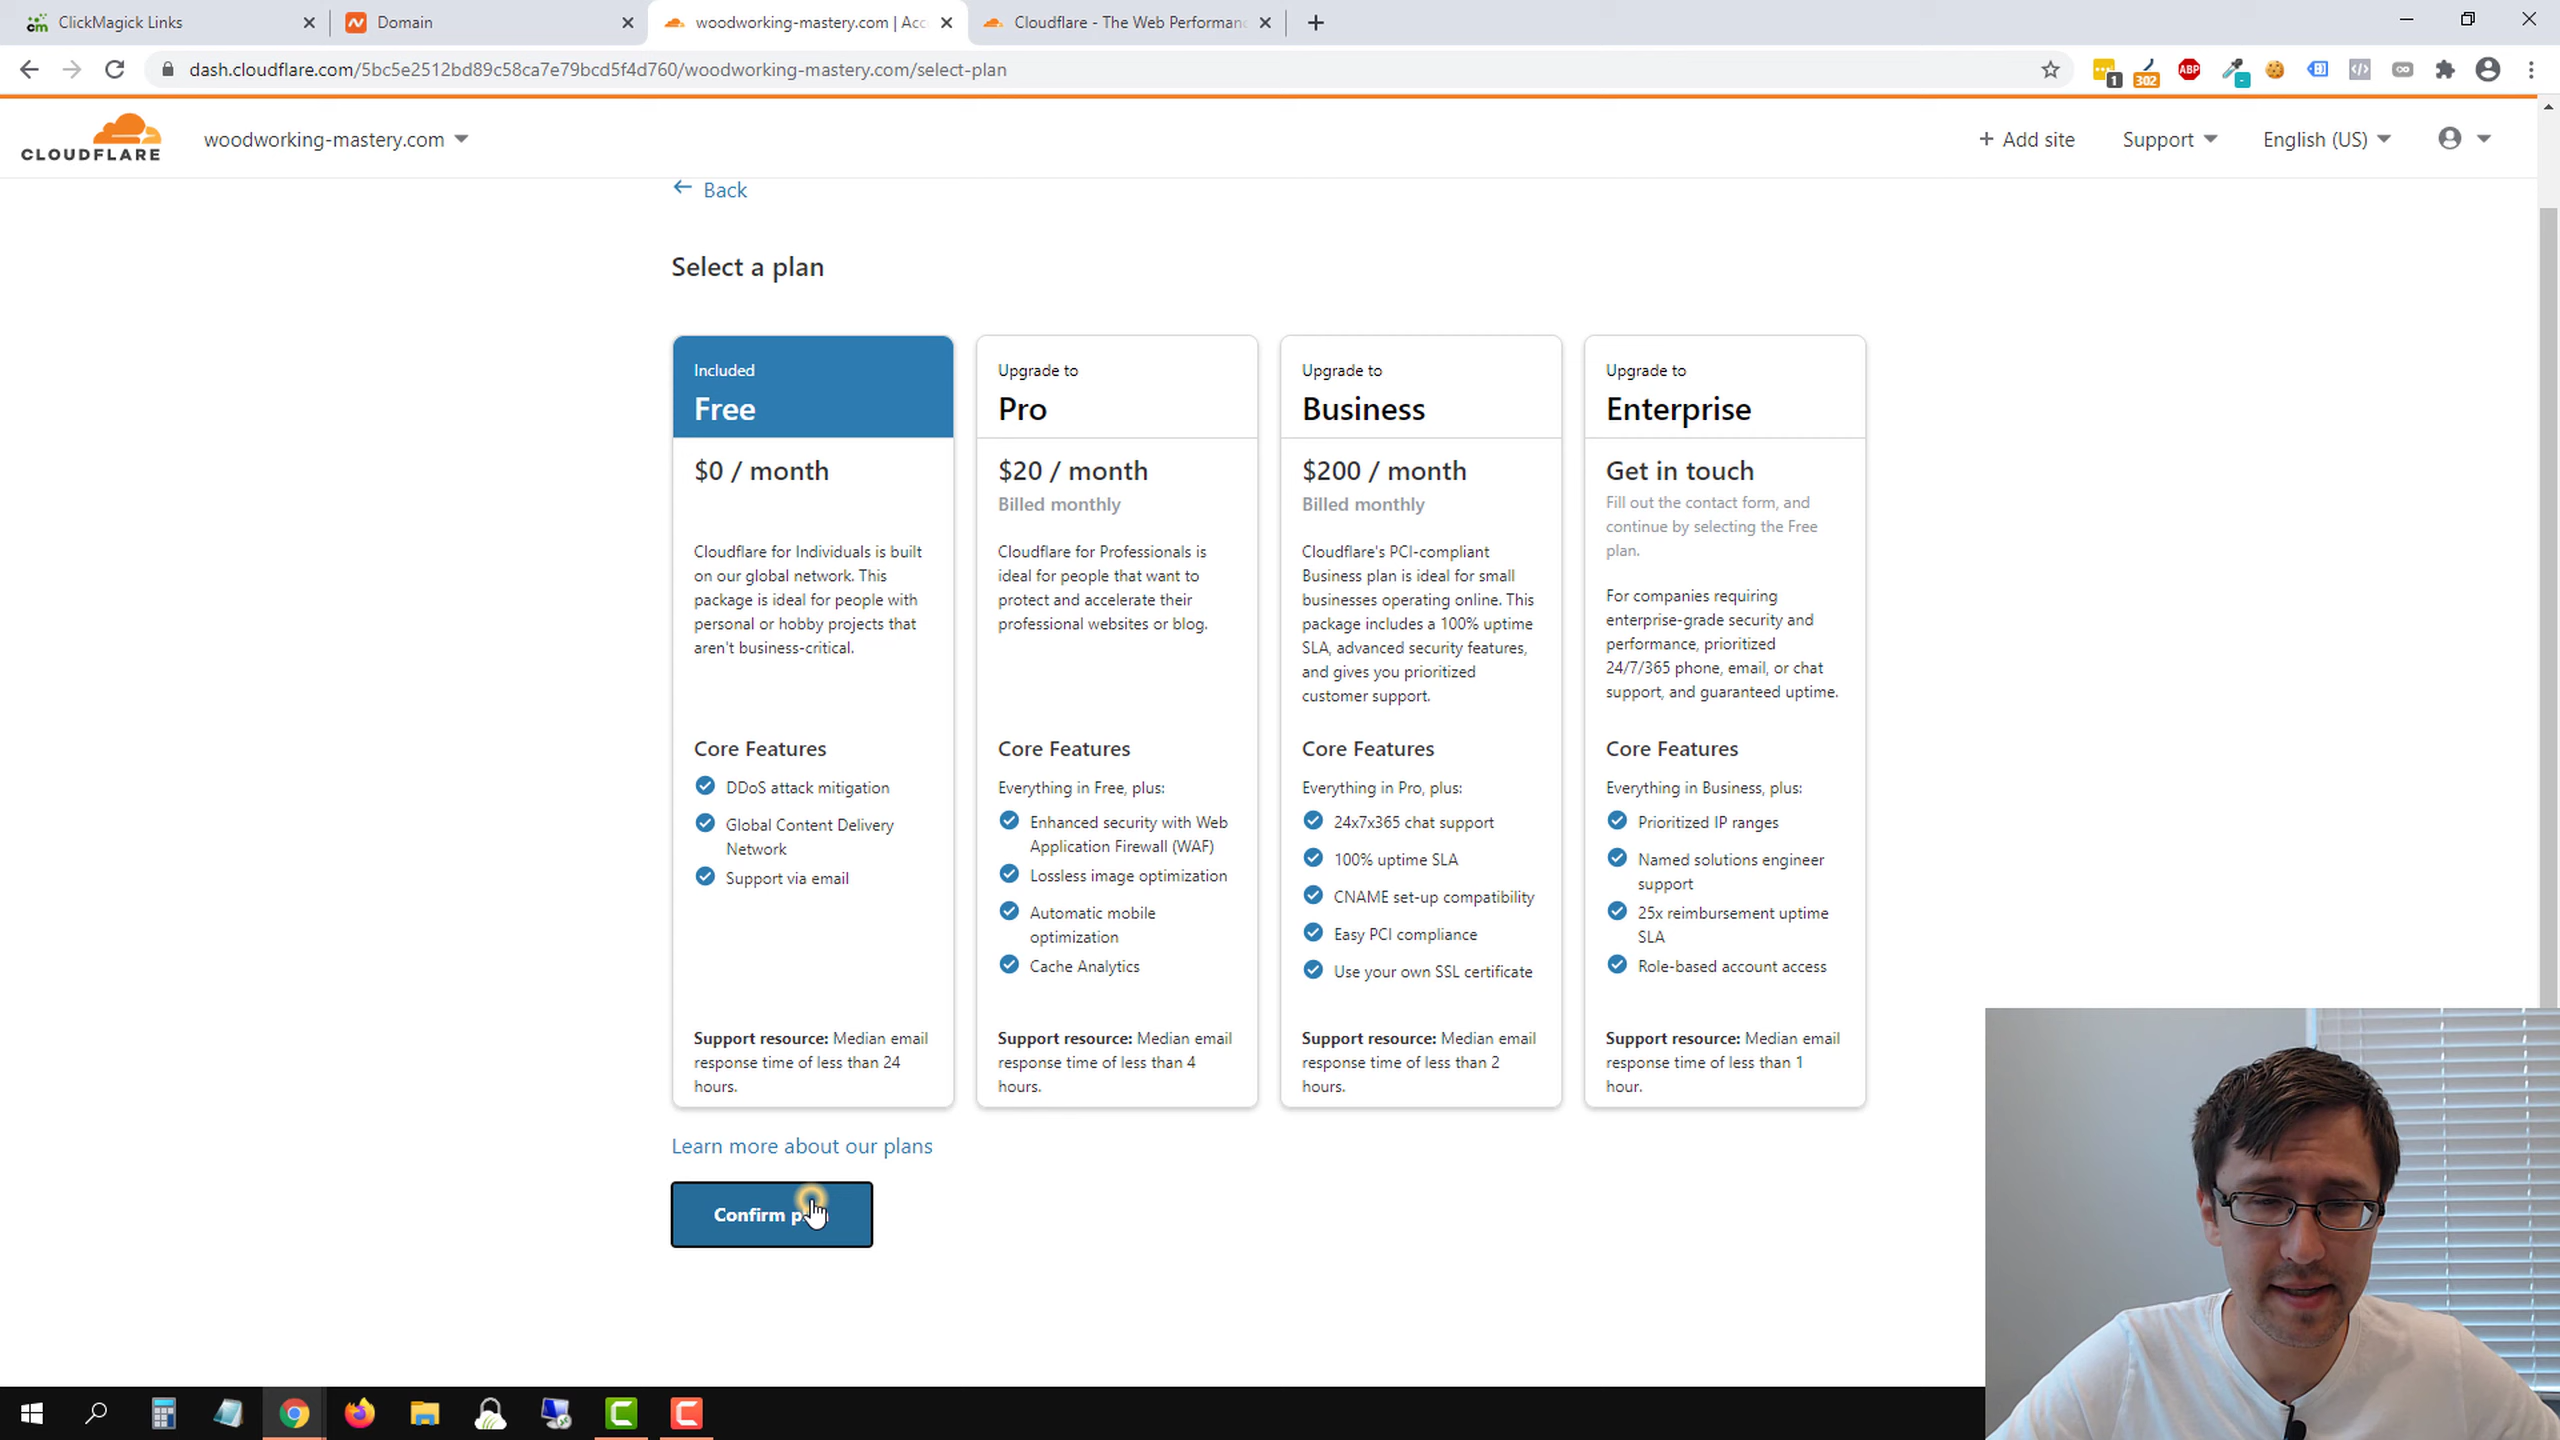 ClickMagick Links
Domain
woodworking-mastery.com | Acc
Cloudflare - The Web Performan
dash.cloudflare.com/5bc5e2512bd89c58ca7e79bcd5f4d760/woodworking-mastery.com/select-plan
1
302
ABP
CLOUDFLARE
woodworking-mastery.com
+ Add site
Support
English (US)
← Back
Select a plan
Included
Free
$0 / month
Cloudflare for Individuals is built
on our global network. This
package is ideal for people with
personal or hobby projects that
aren't business-critical.
Core Features
DDoS attack mitigation
Global Content Delivery
Network
Support via email
Support resource: Median email
response time of less than 24
hours.
Upgrade to
Pro
$20 / month
Billed monthly
Cloudflare for Professionals is
ideal for people that want to
protect and accelerate their
professional websites or blog.
Core Features
Everything in Free, plus:
Enhanced security with Web
Application Firewall (WAF)
Lossless image optimization
Automatic mobile
optimization
Cache Analytics
Support resource: Median email
response time of less than 4
hours.
Upgrade to
Business
$200 / month
Billed monthly
Cloudflare's PCI-compliant
Business plan is ideal for small
businesses operating online. This
package includes a 100% uptime
SLA, advanced security features,
and gives you prioritized
customer support.
Core Features
Everything in Pro, plus:
24x7x365 chat support
100% uptime SLA
CNAME set-up compatibility
Easy PCI compliance
Use your own SSL certificate
Support resource: Median email
response time of less than 2
hours.
Upgrade to
Enterprise
Get in touch
Fill out the contact form, and
continue by selecting the Free
plan.
For companies requiring
enterprise-grade security and
performance, prioritized
24/7/365 phone, email, or chat
support, and guaranteed uptime.
Core Features
Everything in Business, plus:
Prioritized IP ranges
Named solutions engineer
support
25x reimbursement uptime
SLA
Role-based account access
Support resource: Median email
response time of less than 1
hour.
Learn more about our plans
Confirm